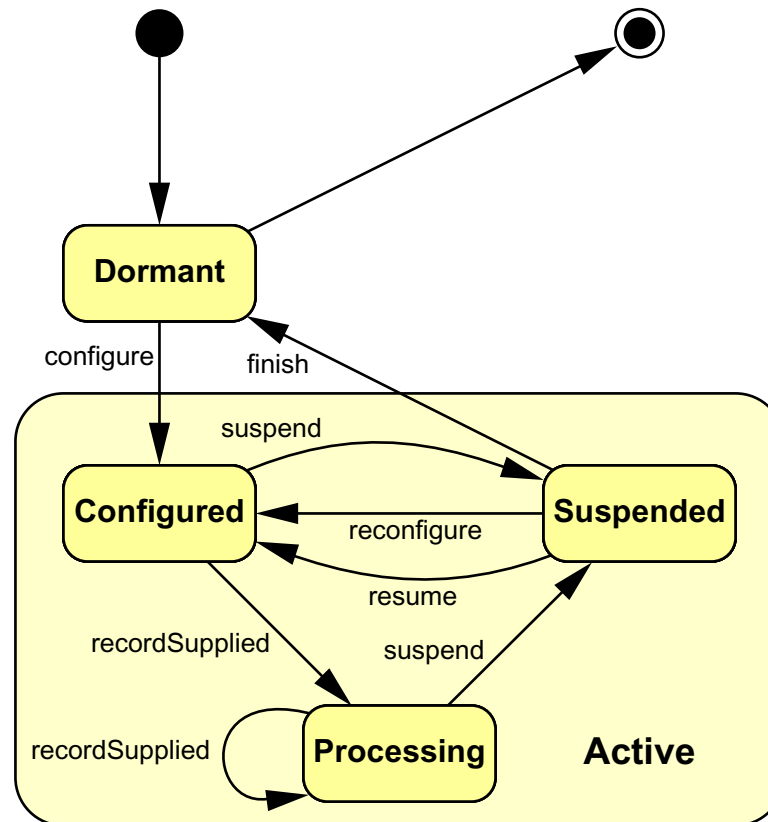 Dormant
configure
finish
suspend
Configured
Suspended
reconfigure
resume
recordSupplied
suspend
recordSupplied
Processing
Active